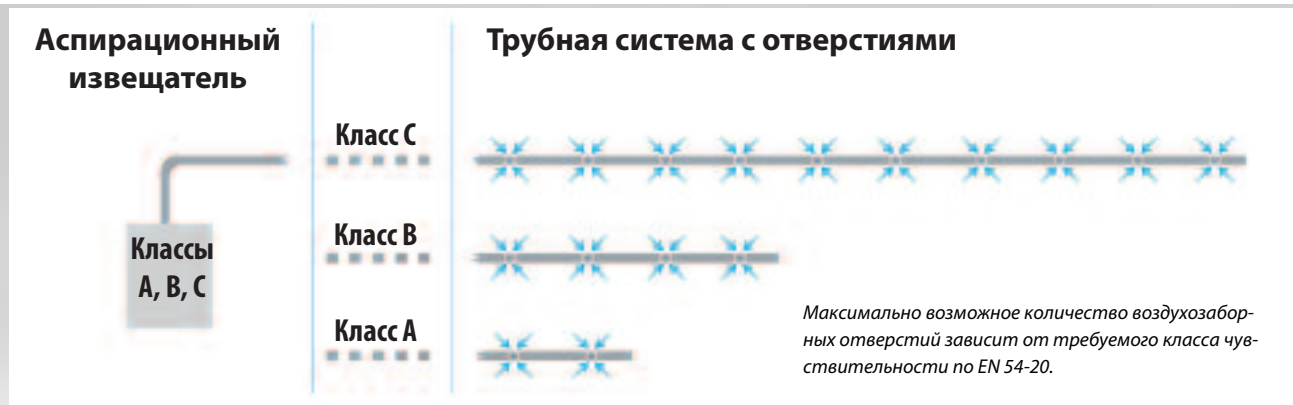 Аспирационный
извещатель
Трубная система с отверстиями
Класс C
Класс B
Классы
A, B, C
Класс A
Максимально возможное количество воздухозабор-
ных отверстий зависит от требуемого класса чув-
ствительности по EN 54-20.